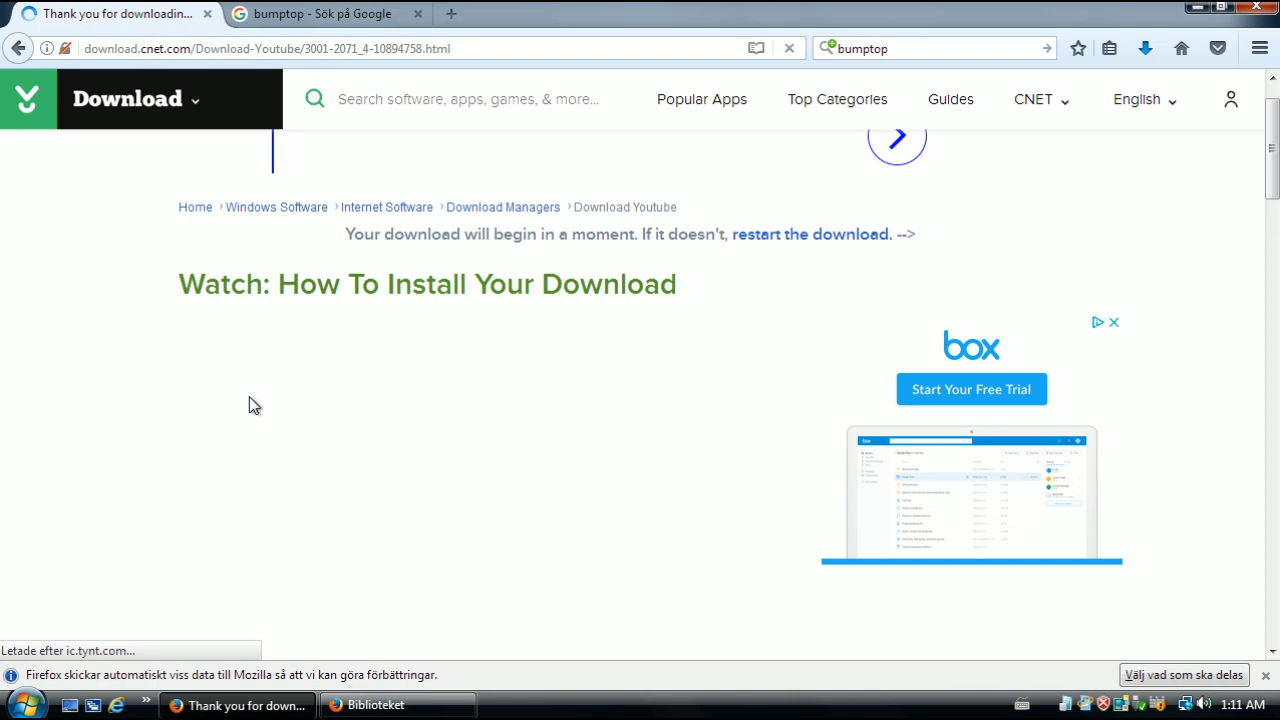 Thank you for downloadin...
bumptop - Sök på Google
download.cnet.com/Download-Youtube/3001-2071_4-10894758.html
bumptop
Download
Search software, apps, games, & more...
Popular Apps
Top Categories
Guides
CNET
English
Home
Windows Software
Internet Software
Download Managers
Download Youtube
Your download will begin in a moment. If it doesn't, restart the download. -->
Watch: How To Install Your Download
box
Start Your Free Trial
Letade efter ic.tynt.com...
Firefox skickar automatiskt viss data till Mozilla så att vi kan göra förbättringar.
Välj vad som ska delas
Thank you for down...
1:11 AM